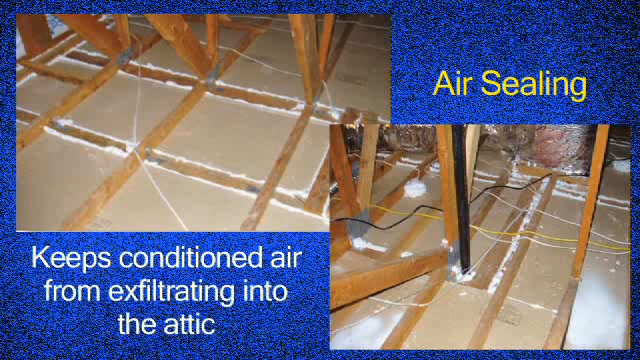 Air Sealing
Keeps conditioned air
from exfiltrating into
the attic